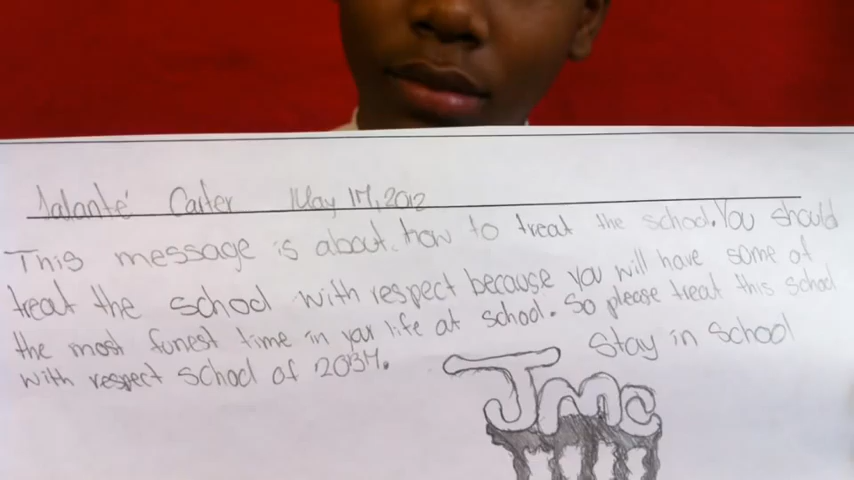 Jalanté Carter May 17, 2012
This message is about how to treat the school. You should
treat the school with respect because you will have some of
the most funest time in your life at school. So please treat this school
with respect school of 2034.
Stay in School
JMC